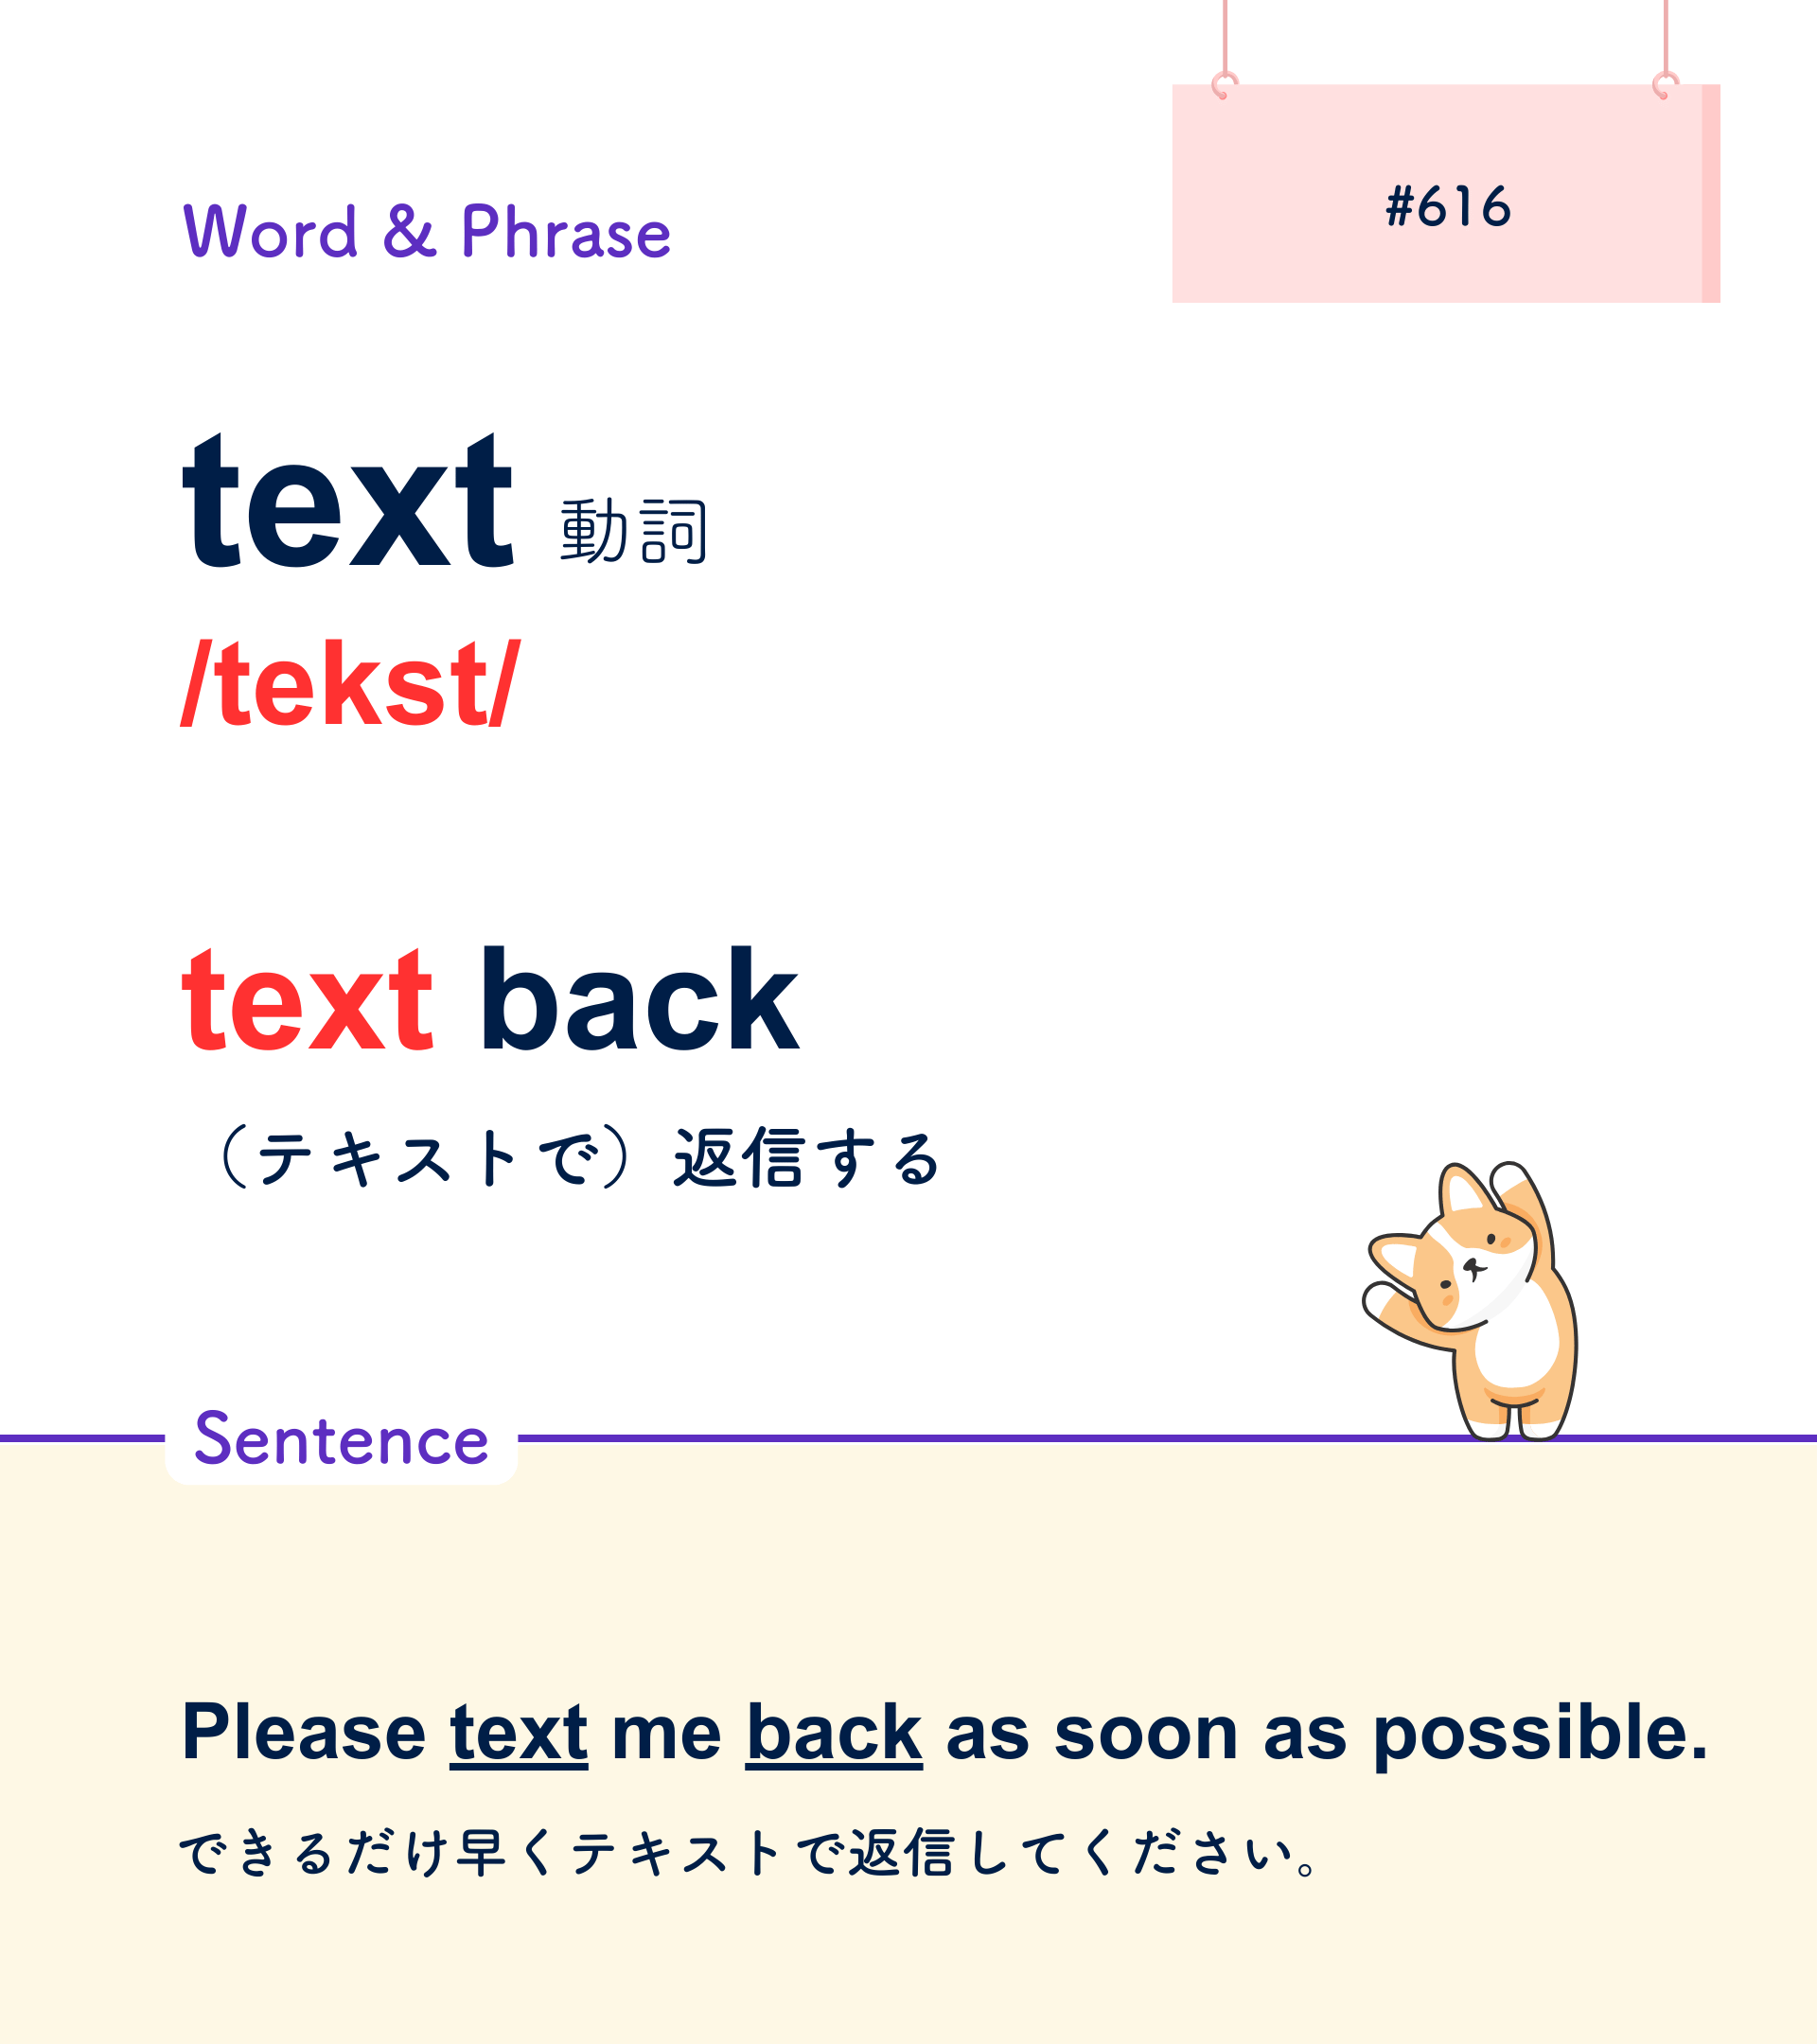 #616
Word & Phrase
text 動詞
/tekst/
text back
（テキストで）返信する
Sentence
Please text me back as soon as possible.
できるだけ早くテキストで返信してください。